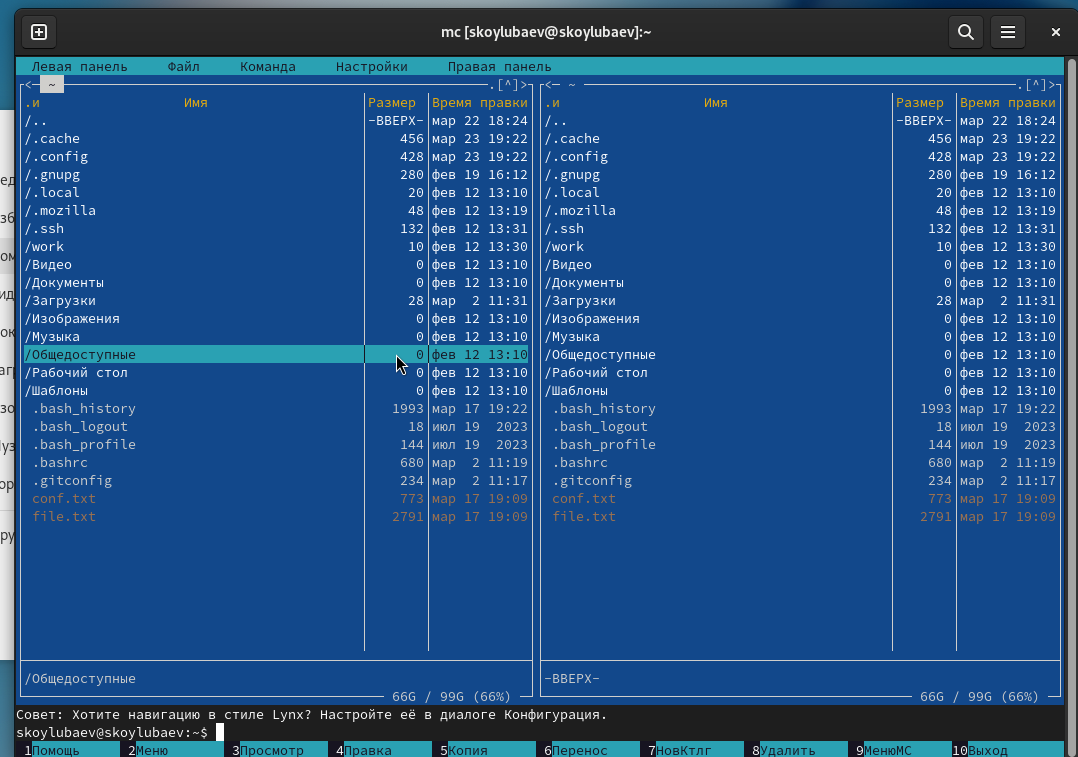 mc [skoylubaev@skoylubaev]:~
Левая панель Файл Команда Настройки Правая панель
<─ ~ .[^]> <─ ~ .[^]>
.и Имя Размер Время правки .и Имя Размер Время правки
/.. -ВВЕРХ- мар 22 18:24 /.. -ВВЕРХ- мар 22 18:24
/.cache 456 мар 23 19:22 /.cache 456 мар 23 19:22
/.config 428 мар 23 19:22 /.config 428 мар 23 19:22
/.gnupg 280 фев 19 16:12 /.gnupg 280 фев 19 16:12
/.local 20 фев 12 13:10 /.local 20 фев 12 13:10
/.mozilla 48 фев 12 13:19 /.mozilla 48 фев 12 13:19
/.ssh 132 фев 12 13:31 /.ssh 132 фев 12 13:31
/work 10 фев 12 13:30 /work 10 фев 12 13:30
/Видео 0 фев 12 13:10 /Видео 0 фев 12 13:10
/Документы 0 фев 12 13:10 /Документы 0 фев 12 13:10
/Загрузки 28 мар 2 11:31 /Загрузки 28 мар 2 11:31
/Изображения 0 фев 12 13:10 /Изображения 0 фев 12 13:10
/Музыка 0 фев 12 13:10 /Музыка 0 фев 12 13:10
/Общедоступные 0 фев 12 13:10 /Общедоступные 0 фев 12 13:10
/Рабочий стол 0 фев 12 13:10 /Рабочий стол 0 фев 12 13:10
/Шаблоны 0 фев 12 13:10 /Шаблоны 0 фев 12 13:10
.bash_history 1993 мар 17 19:22 .bash_history 1993 мар 17 19:22
.bash_logout 18 июл 19 2023 .bash_logout 18 июл 19 2023
.bash_profile 144 июл 19 2023 .bash_profile 144 июл 19 2023
.bashrc 680 мар 2 11:19 .bashrc 680 мар 2 11:19
.gitconfig 234 мар 2 11:17 .gitconfig 234 мар 2 11:17
conf.txt 773 мар 17 19:09 conf.txt 773 мар 17 19:09
file.txt 2791 мар 17 19:09 file.txt 2791 мар 17 19:09
/Общедоступные -ВВЕРХ-
66G / 99G (66%) 66G / 99G (66%)
Совет: Хотите навигацию в стиле Lynx? Настройте её в диалоге Конфигурация.
skoylubaev@skoylubaev:~$
1Помощь 2Меню 3Просмотр 4Правка 5Копия 6Перенос 7НовКтлг 8Удалить 9МенюМС 10Выход